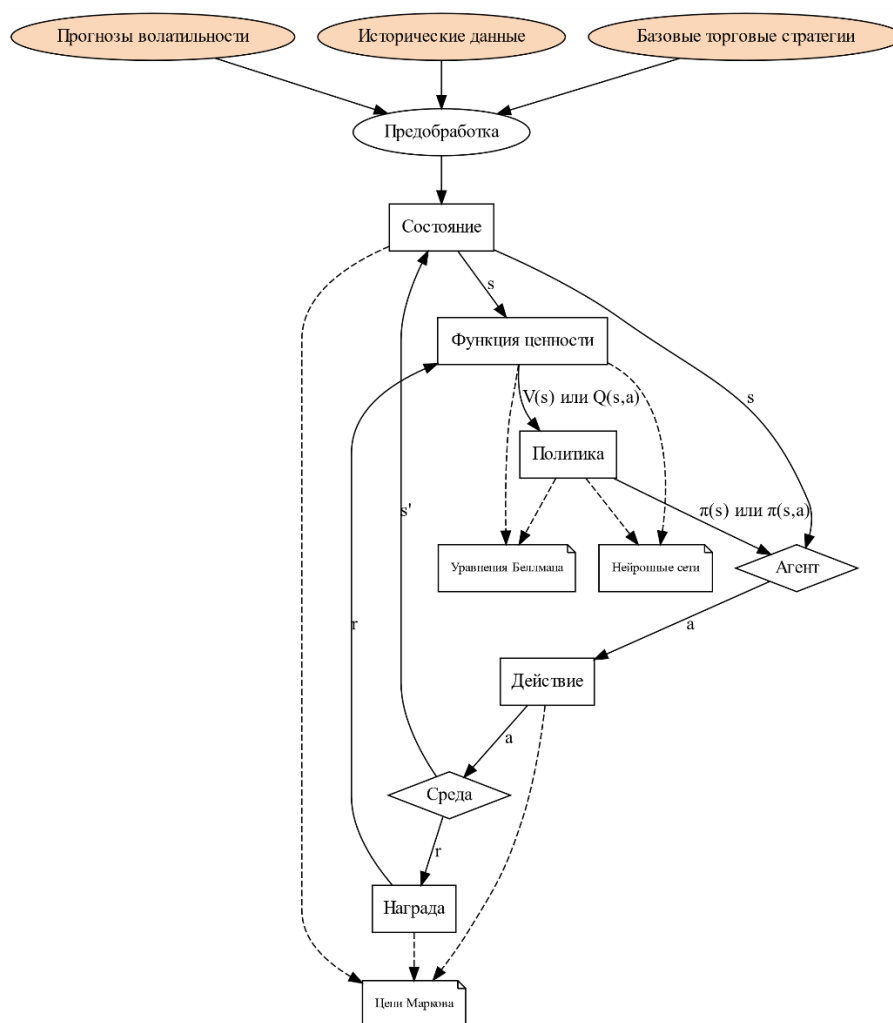 Прогнозы волатильности
Исторические данные
Базовые торговые стратегии
Предобработка
Состояние
s
Функция ценности
V(s) или Q(s,a)
s
Политика
s'
π(s) или π(s,a)
Уравнения Беллмана
Нейронные сети
Агент
r
a
Действие
a
Среда
r
Награда
Цепи Маркова